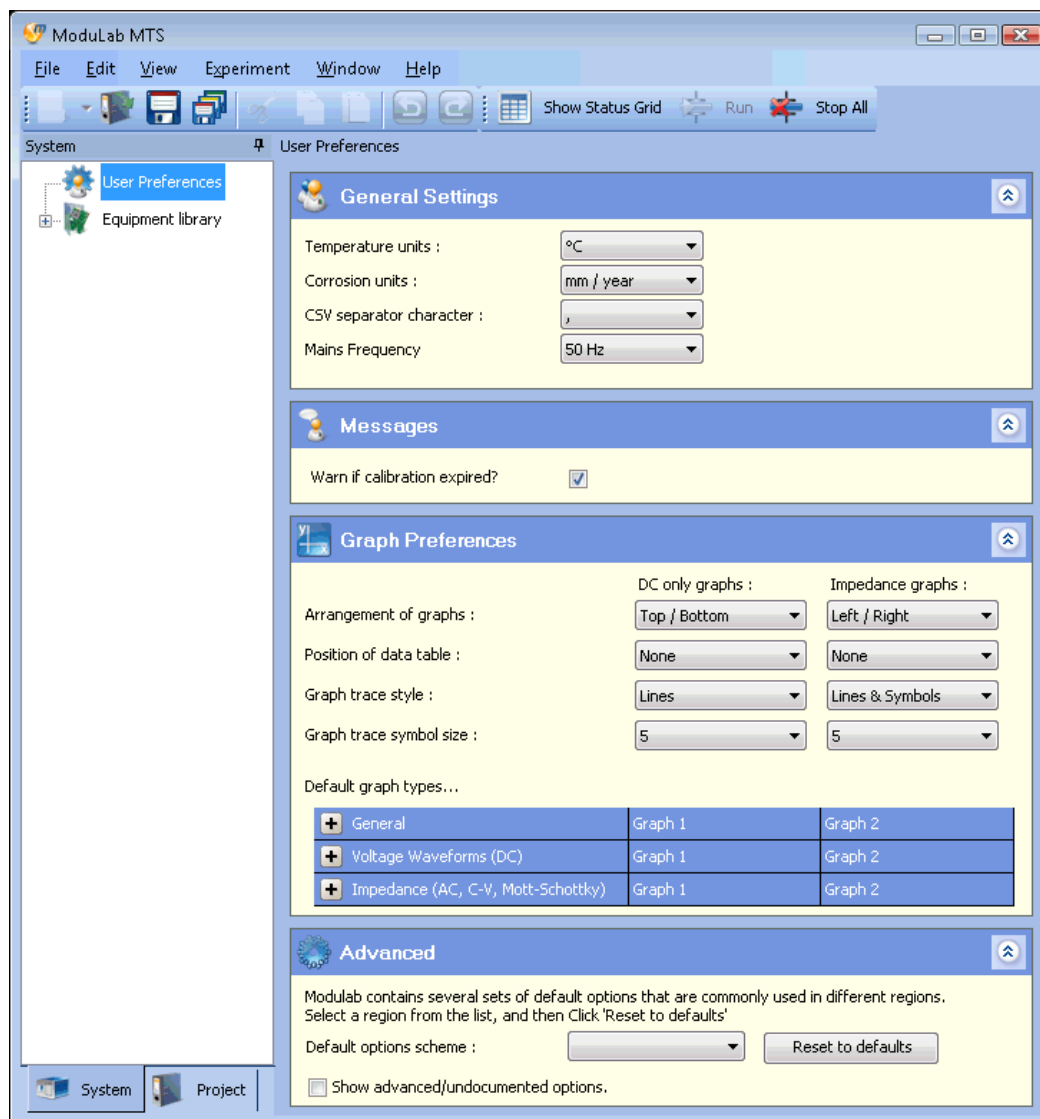 ModuLab MTS
File Edit View Experiment Window Help
Show Status Grid Run Stop All
System User Preferences
User Preferences
Equipment library
General Settings
Temperature units : °C
Corrosion units : mm / year
CSV separator character : ,
Mains Frequency 50 Hz
Messages
Warn if calibration expired?
Graph Preferences
DC only graphs : Impedance graphs :
Arrangement of graphs : Top / Bottom Left / Right
Position of data table : None None
Graph trace style : Lines Lines & Symbols
Graph trace symbol size : 5 5
Default graph types...
General Graph 1 Graph 2
Voltage Waveforms (DC) Graph 1 Graph 2
Impedance (AC, C-V, Mott-Schottky) Graph 1 Graph 2
Advanced
Modulab contains several sets of default options that are commonly used in different regions.
Select a region from the list, and then Click 'Reset to defaults'
Default options scheme : Reset to defaults
Show advanced/undocumented options.
System Project